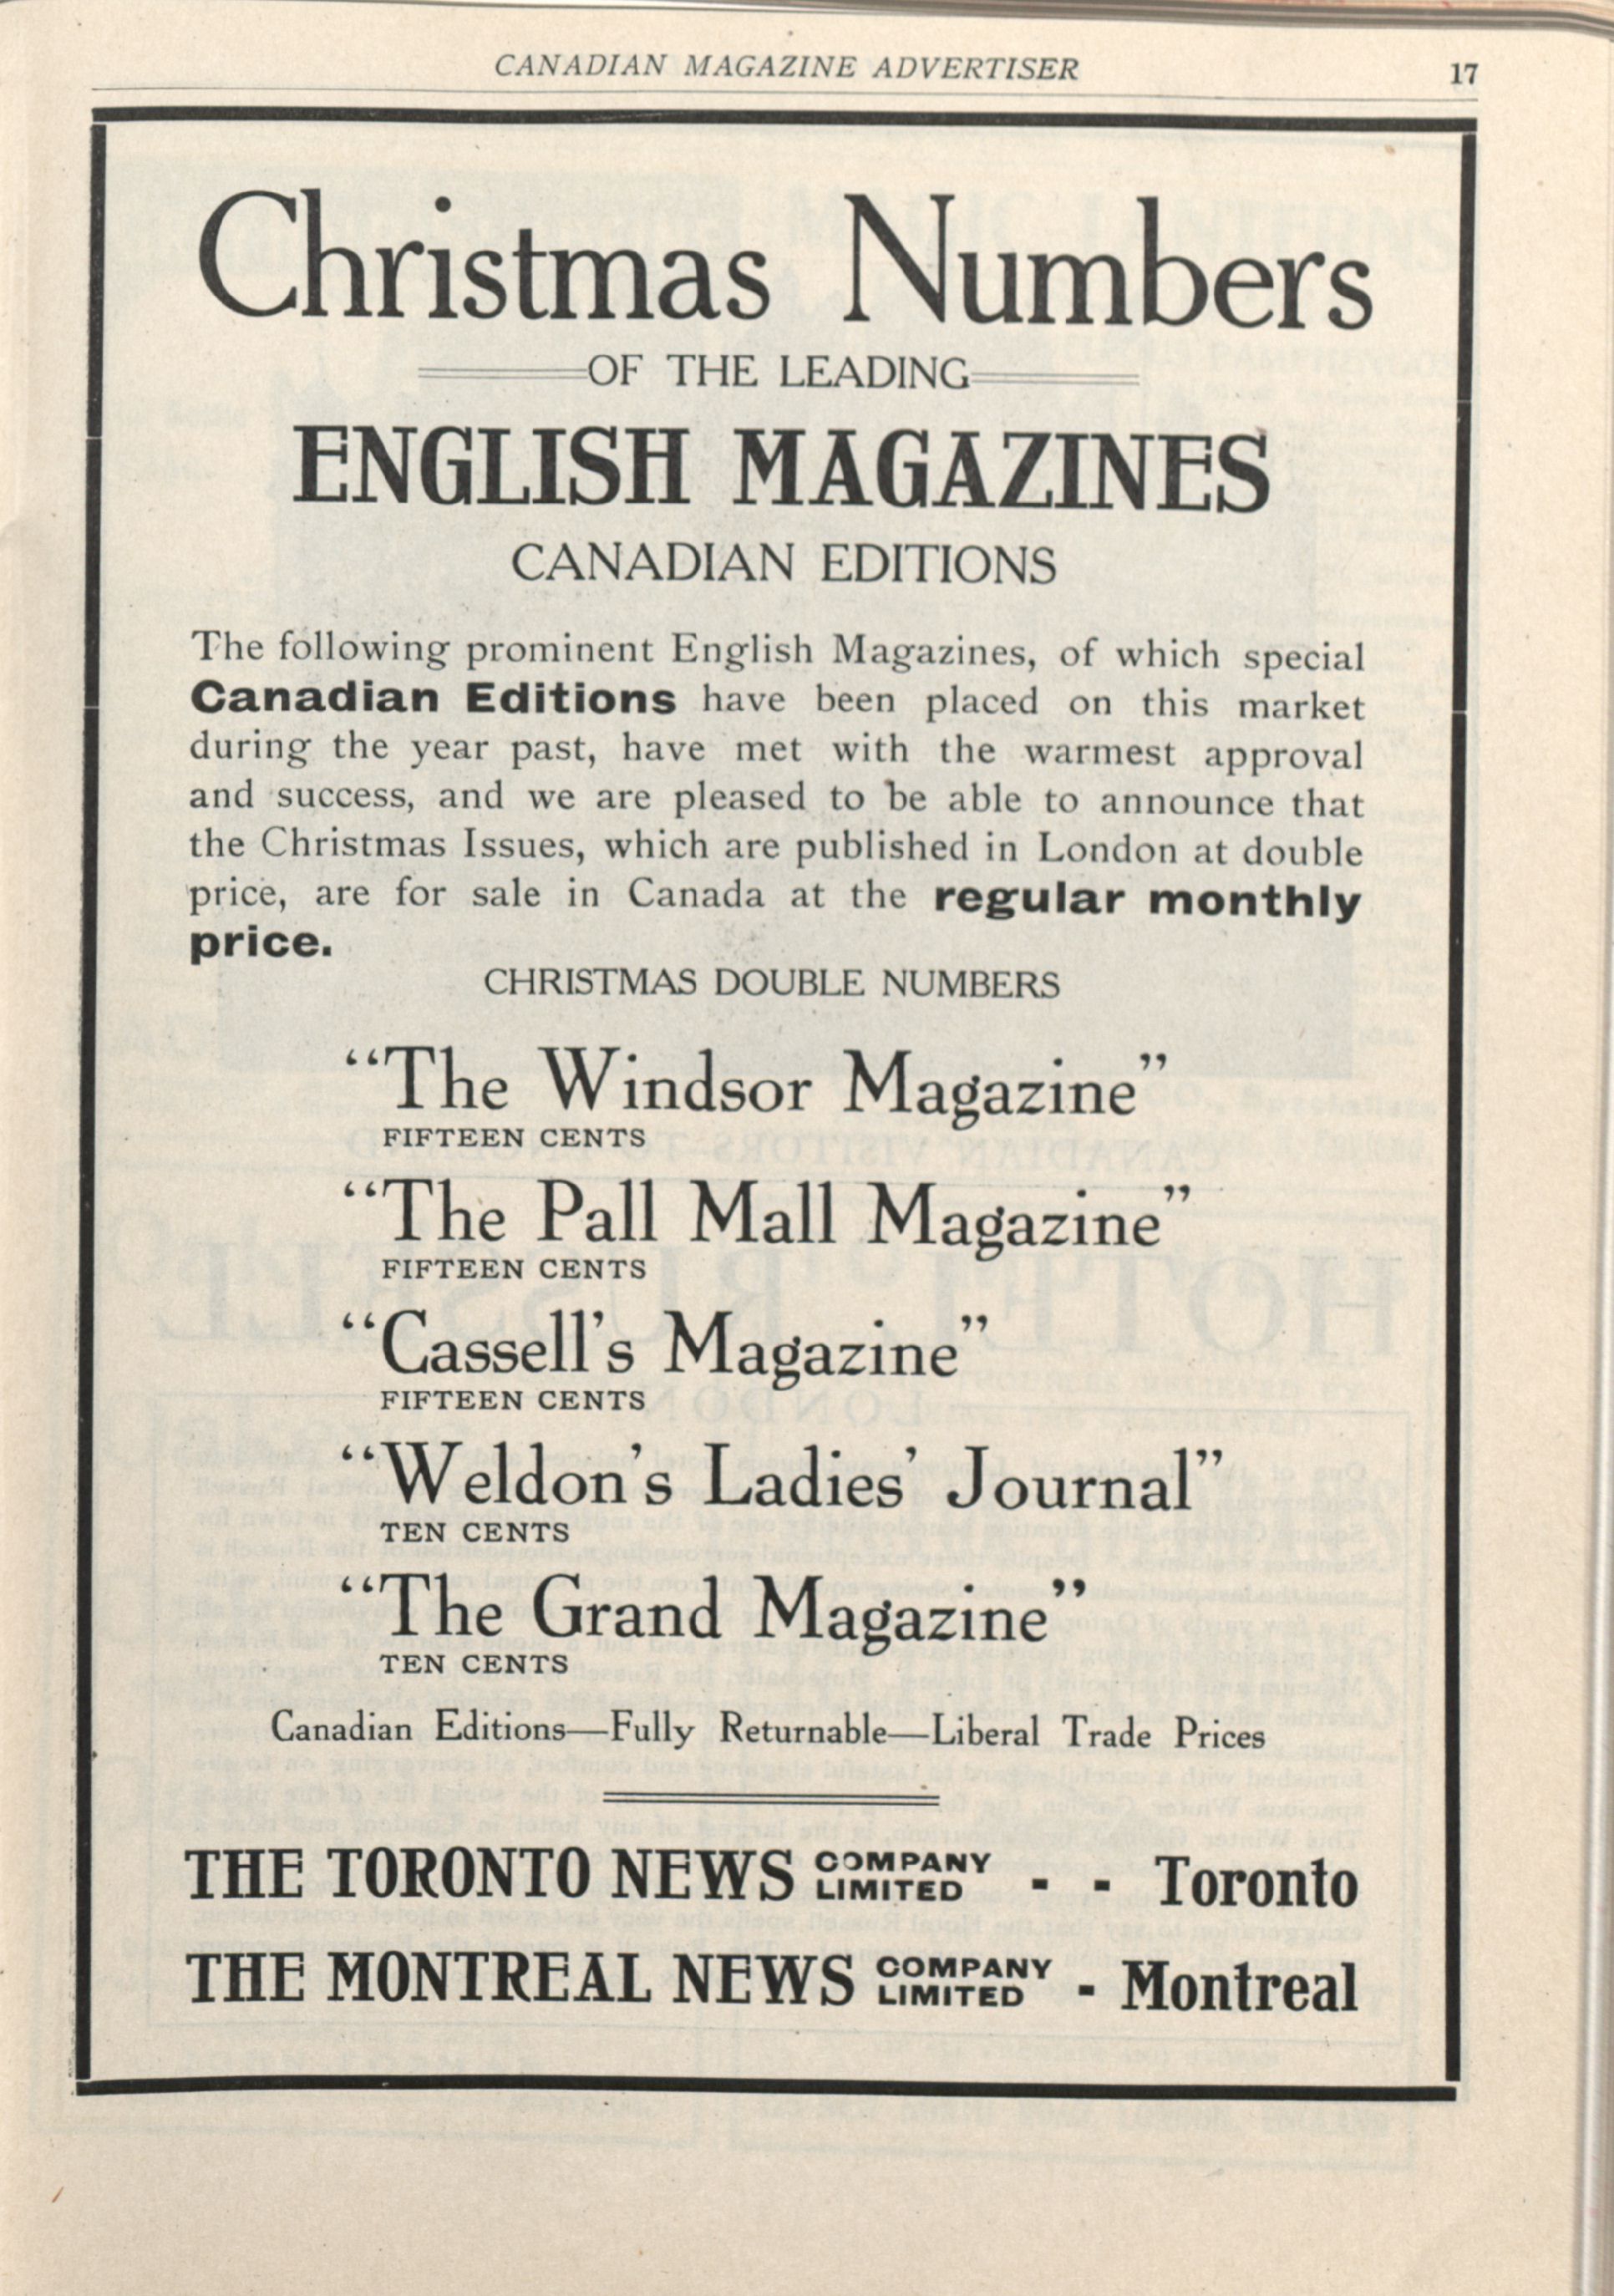 CANADIAN MAGAZINE ADVERTISER 17
Christmas Numbers
OF THE LEADING
ENGLISH MAGAZINES
CANADIAN EDITIONS
The following prominent English Magazines, of which special
Canadian Editions have been placed on this market
during the year past, have met with the warmest approval
and success, and we are pleased to be able to announce that
the Christmas Issues, which are published in London at double
price, are for sale in Canada at the regular monthly
price.
CHRISTMAS DOUBLE NUMBERS
“The Windsor Magazine”
FIFTEEN CENTS
“The Pall Mall Magazine”
FIFTEEN CENTS
“Cassell's Magazine”
FIFTEEN CENTS
“Weldon's Ladies' Journal”
TEN CENTS
“The Grand Magazine”
TEN CENTS
Canadian Editions—Fully Returnable—Liberal Trade Prices
THE TORONTO NEWS COMPANY LIMITED - - Toronto
THE MONTREAL NEWS COMPANY LIMITED - Montreal